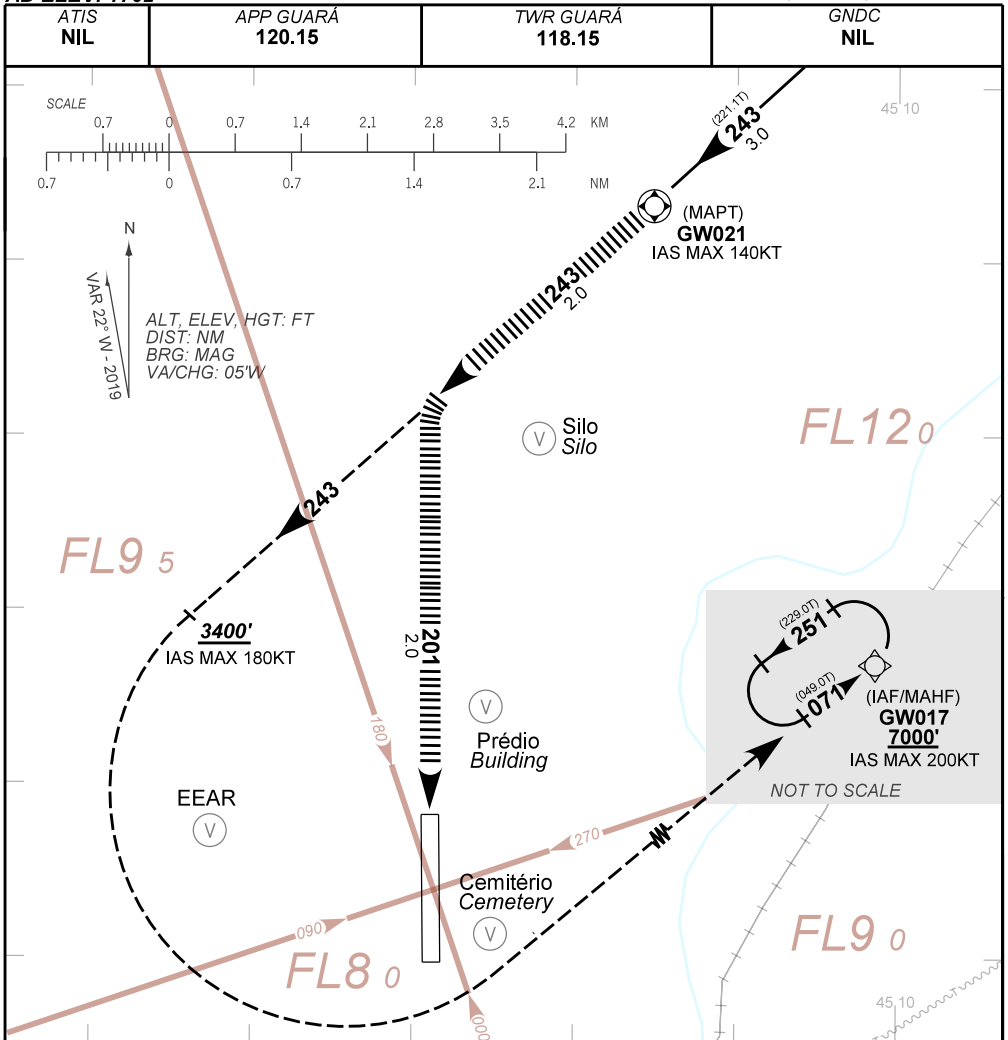 ATIS
NIL
APP GUARÁ
120.15
TWR GUARÁ
118.15
GNDC
NIL
SCALE
0.7 0 0.7 1.4 2.1 2.8 3.5 4.2 KM
0.7 0 0.7 1.4 2.1 NM
45 10
(221.1T)
243
3.0
(MAPT)
GW021
IAS MAX 140KT
N
VAR 22° W - 2019
ALT, ELEV, HGT: FT
DIST: NM
BRG: MAG
VA/CHG: 05'W
243
2.0
V
Silo
Silo
FL12 0
243
FL9 5
3400'
IAS MAX 180KT
201
2.0
(229.0T)
251
(049.0T)
071
(IAF/MAHF)
GW017
7000'
IAS MAX 200KT
NOT TO SCALE
V
Prédio
Building
180
EEAR
V
270
Cemitério
Cemetery
V
090
FL8 0
FL9 0
000
45 10
T
T